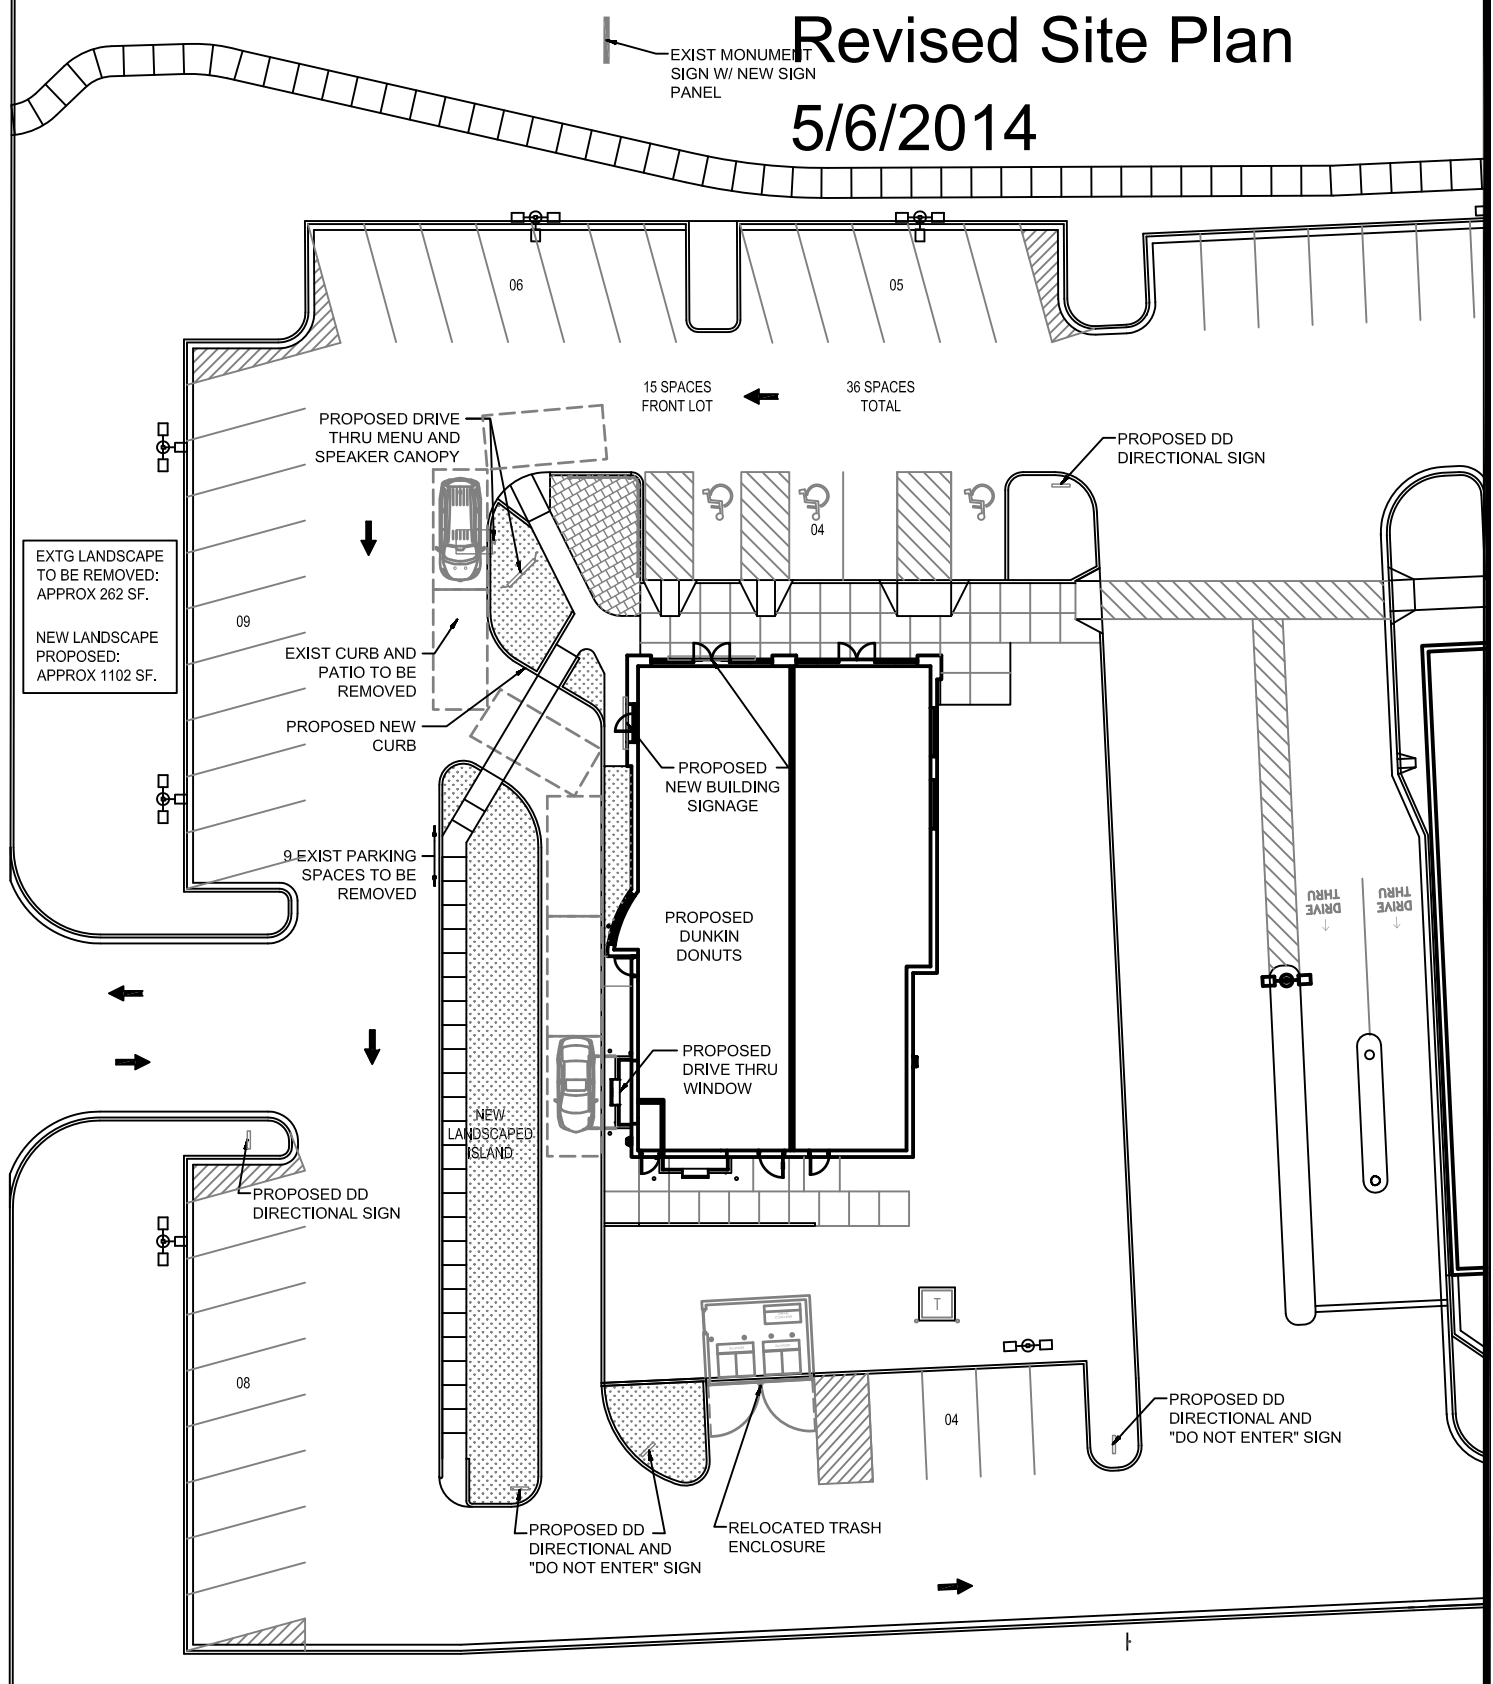 Revised Site Plan
5/6/2014
EXIST MONUMENT
SIGN W/ NEW SIGN
PANEL
06
05
15 SPACES
FRONT LOT
36 SPACES
TOTAL
PROPOSED DRIVE
THRU MENU AND
SPEAKER CANOPY
PROPOSED DD
DIRECTIONAL SIGN
04
EXTG LANDSCAPE
TO BE REMOVED:
APPROX 262 SF.
NEW LANDSCAPE
PROPOSED:
APPROX 1102 SF.
09
EXIST CURB AND
PATIO TO BE
REMOVED
PROPOSED NEW
CURB
PROPOSED
NEW BUILDING
SIGNAGE
9 EXIST PARKING
SPACES TO BE
REMOVED
PROPOSED
DUNKIN
DONUTS
DRIVE
THRU
DRIVE
THRU
PROPOSED
DRIVE THRU
WINDOW
NEW
LANDSCAPED
ISLAND
PROPOSED DD
DIRECTIONAL SIGN
T
08
04
PROPOSED DD
DIRECTIONAL AND
"DO NOT ENTER" SIGN
PROPOSED DD
DIRECTIONAL AND
"DO NOT ENTER" SIGN
RELOCATED TRASH
ENCLOSURE